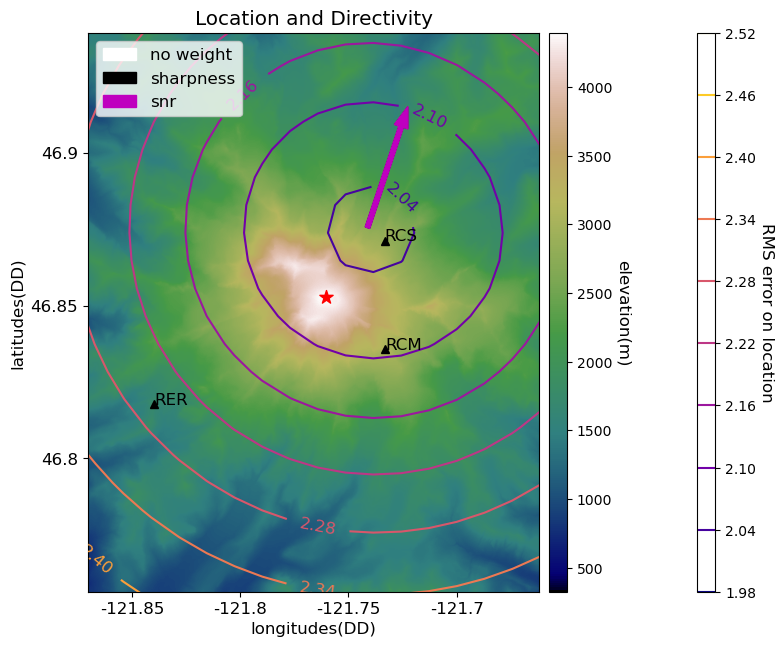 Location and Directivity
no weight
sharpness
snr
2.16
2.10
2.04
RCS
RCM
RER
2.28
2.34
2.40
46.9
46.85
46.8
latitudes(DD)
-121.85
-121.8
-121.75
-121.7
longitudes(DD)
4000
3500
3000
2500
2000
1500
1000
500
elevation(m)
2.52
2.46
2.40
2.34
2.28
2.22
2.16
2.10
2.04
1.98
RMS error on location